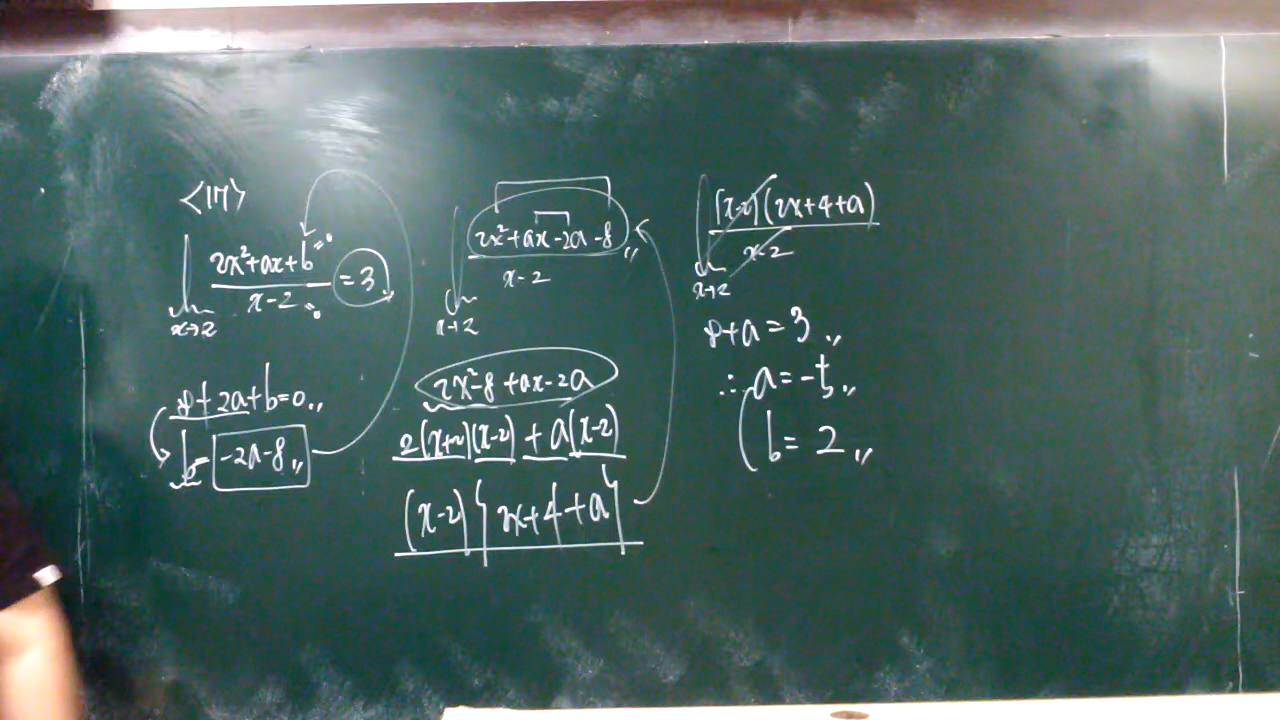 <17>
lim x→2 (2x²+ax+b)/(x-2) = 3
8+2a+b=0
b= -2a-8
lim x→2 (2x²+ax-2a-8)/(x-2)
2x²-8+ax-2a
2(x+2)(x-2)+a(x-2)
(x-2){2x+4+a}
lim x→2 (x-2)(2x+4+a)/(x-2)
8+a=3
∴a=-5
b=2